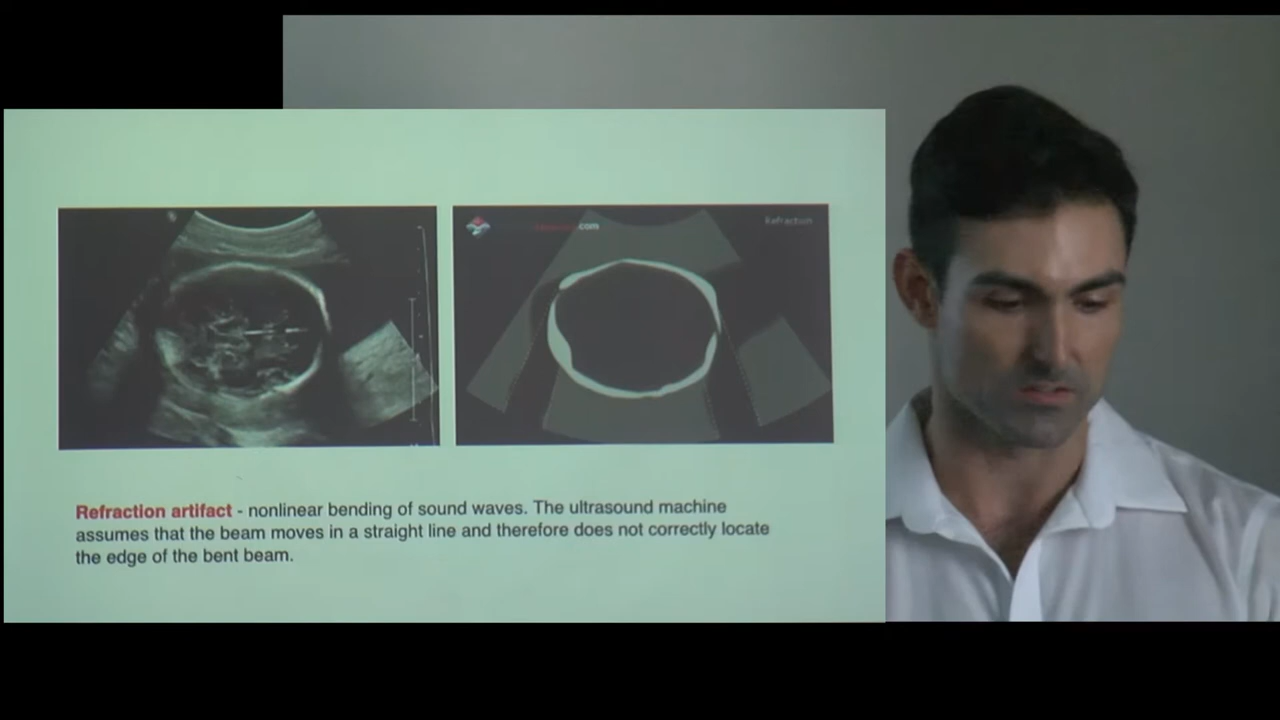 .com
Refraction
Refraction artifact - nonlinear bending of sound waves. The ultrasound machine
assumes that the beam moves in a straight line and therefore does not correctly locate
the edge of the bent beam.